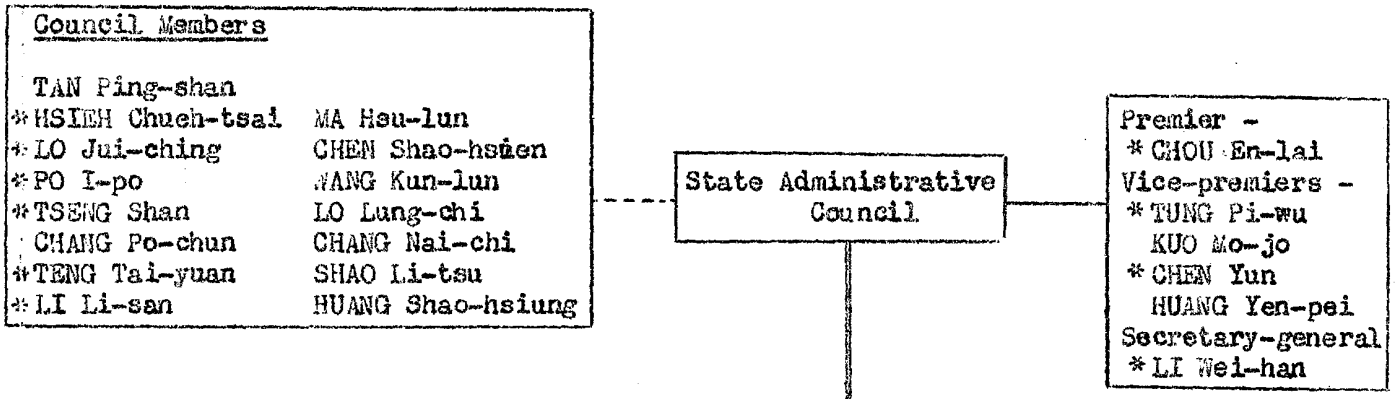 Council Members
TAN Ping-shan
*HSIEH Chueh-tsai MA Hsu-lun
*LO Jui-ching CHEN Shao-hsien
*PO I-po WANG Kun-lun
*TSENG Shan LO Lung-chi
CHANG Po-chun CHANG Nai-chi
*TENG Tai-yuan SHAO Li-tsu
*LI Li-san HUANG Shao-hsiung
State Administrative
Council
Premier -
* CHOU En-lai
Vice-premiers -
* TUNG Pi-wu
KUO Mo-jo
* CHEN Yun
HUANG Yen-pei
Secretary-general
* LI Wei-han